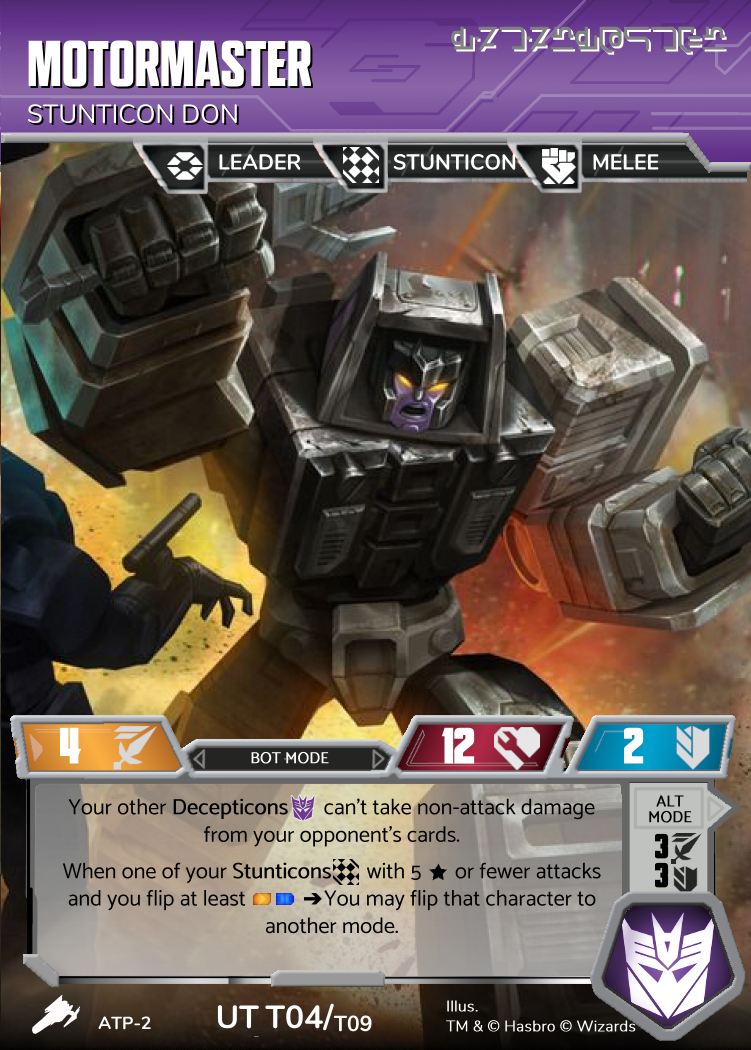 MOTORMASTER
STUNTICON DON
LEADER STUNTICON MELEE
4 BOT MODE 12 2
Your other Decepticons can't take non-attack damage
from your opponent's cards.
When one of your Stunticons with 5 ★ or fewer attacks
and you flip at least ➔You may flip that character to
another mode.
ALT
MODE
3
3
ATP-2 UT T04/T09
Illus.
TM & © Hasbro © Wizards